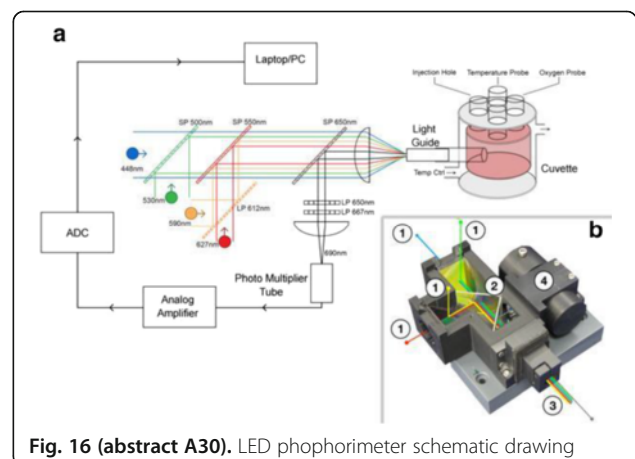 a
Laptop/PC
Injection Hole
Temperature Probe
Oxygen Probe
SP 500nm
SP 550nm
SP 650nm
Light
Guide
448nm
530nm
590nm
LP 612nm
627nm
Temp Ctrl
Cuvette
LP 650nm
LP 667nm
690nm
ADC
Photo Multiplier
Tube
Analog
Amplifier
b
1
1
1
2
4
1
3
Fig. 16 (abstract A30). LED phophorimeter schematic drawing